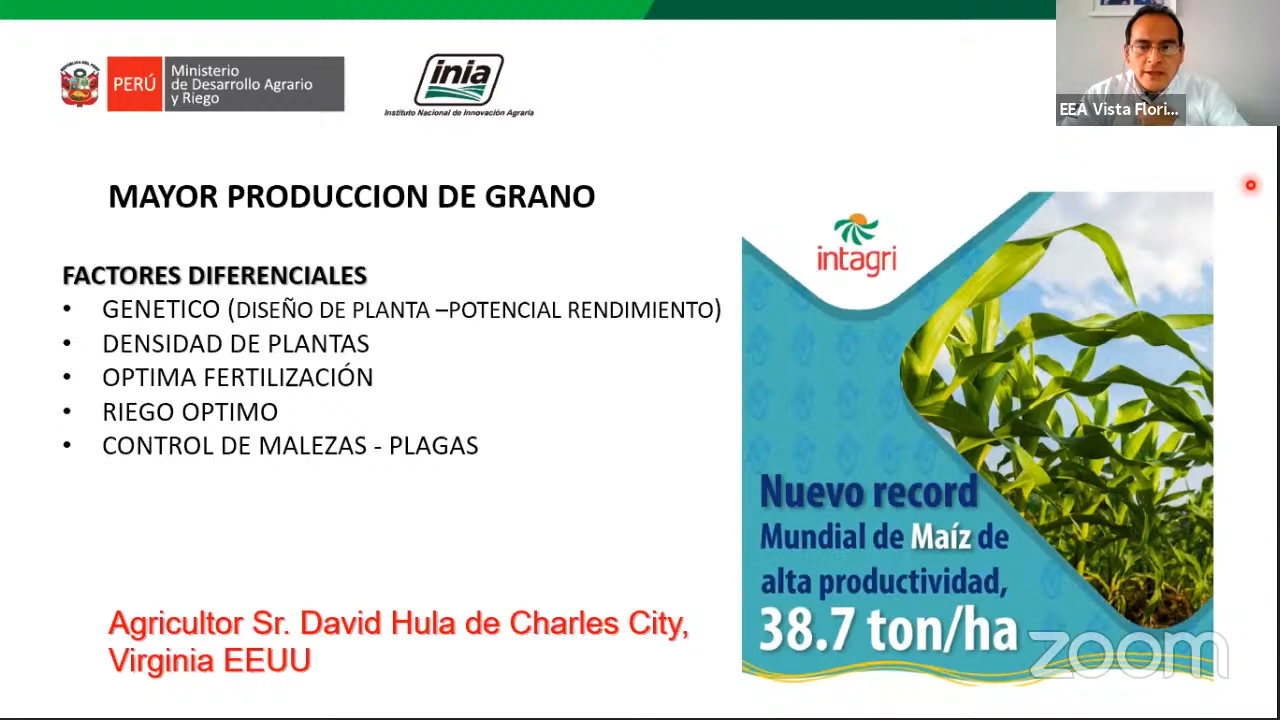 PERÚ
Ministerio
de Desarrollo Agrario
y Riego
inia
Instituto Nacional de Innovación Agraria
EEA Vista Flori...
MAYOR PRODUCCION DE GRANO
FACTORES DIFERENCIALES
• GENETICO (DISEÑO DE PLANTA –POTENCIAL RENDIMIENTO)
• DENSIDAD DE PLANTAS
• OPTIMA FERTILIZACIÓN
• RIEGO OPTIMO
• CONTROL DE MALEZAS - PLAGAS
Agricultor Sr. David Hula de Charles City,
Virginia EEUU
intagri
Nuevo record
Mundial de Maíz de
alta productividad,
38.7 ton/ha
zoom